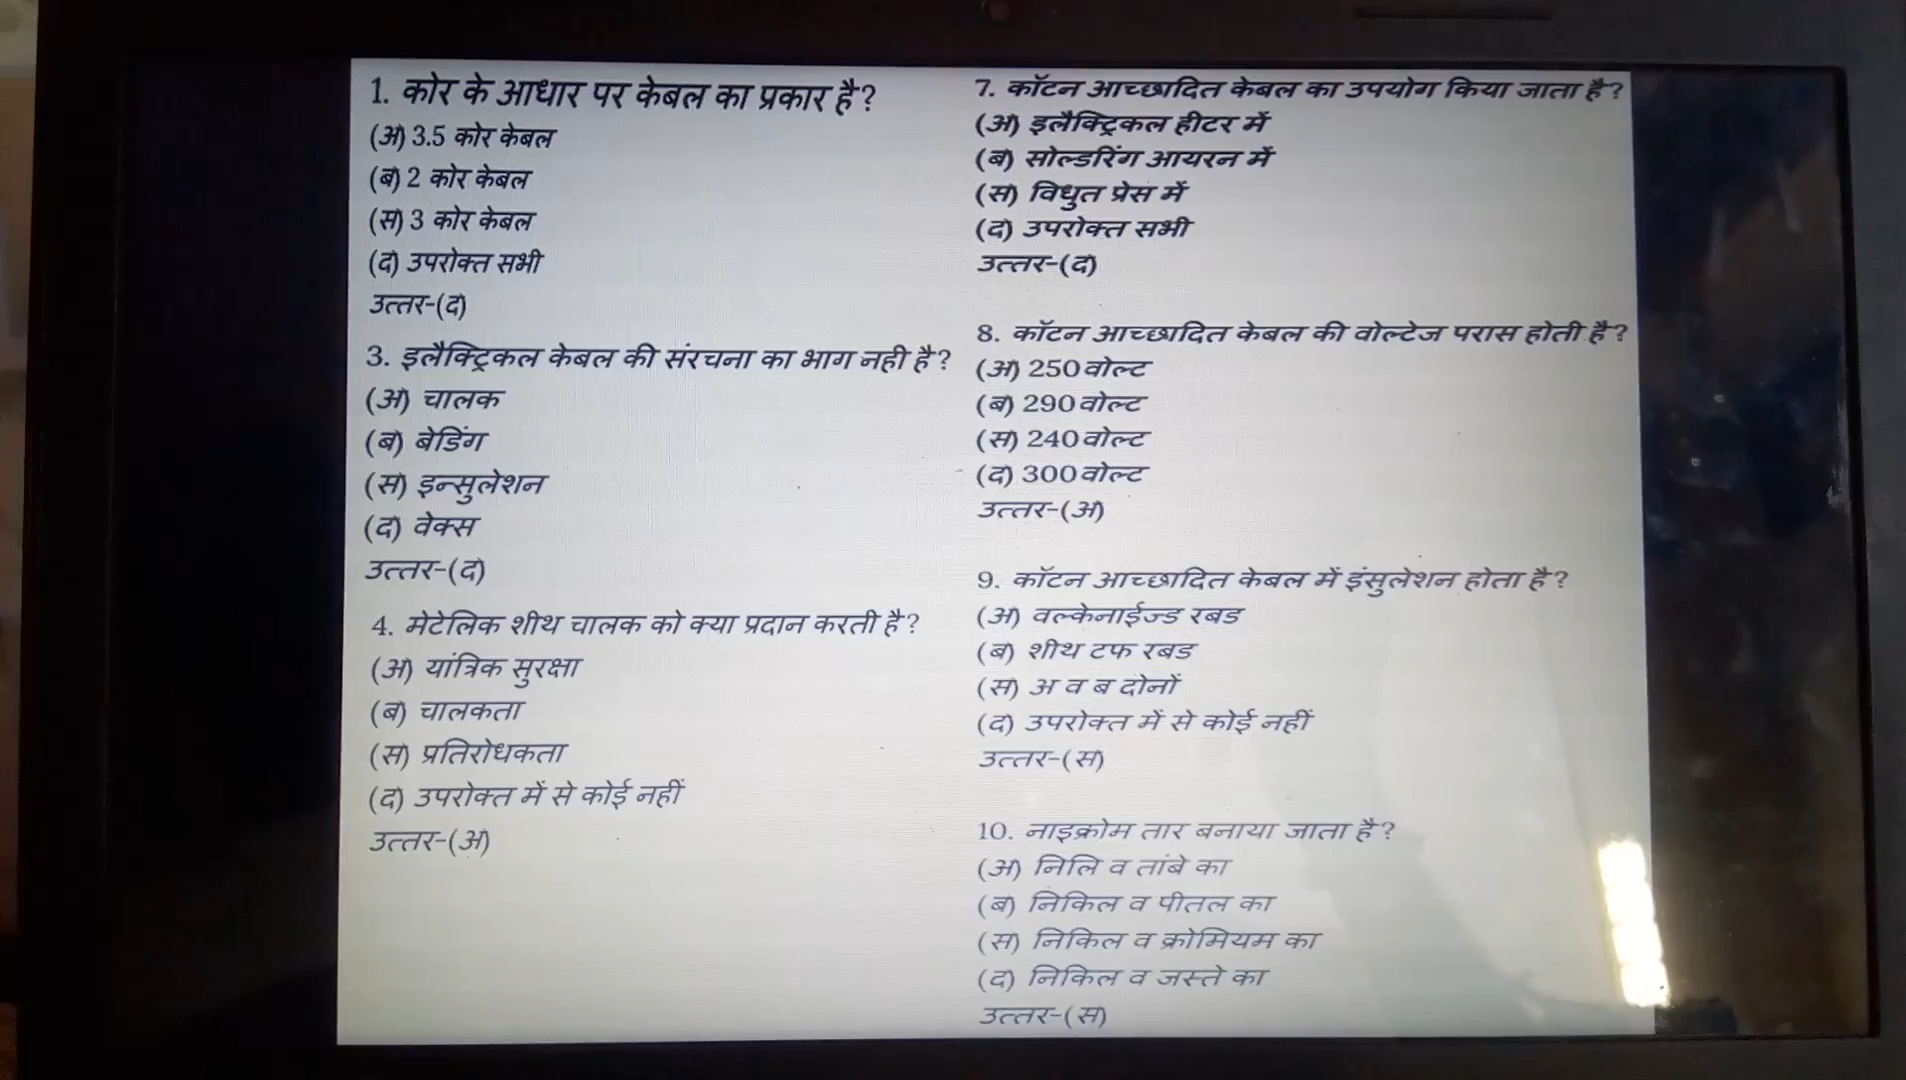 1. कोर के आधार पर केबल का प्रकार है?
(अ) 3.5 कोर केबल
(ब) 2 कोर केबल
(स) 3 कोर केबल
(द) उपरोक्त सभी
उत्तर-(द)
3. इलैक्ट्रिकल केबल की संरचना का भाग नही है?
(अ) चालक
(ब) बेडिंग
(स) इन्सुलेशन
(द) वेक्स
उत्तर-(द)
4. मेटेलिक शीथ चालक को क्या प्रदान करती है?
(अ) यांत्रिक सुरक्षा
(ब) चालकता
(स) प्रतिरोधकता
(द) उपरोक्त में से कोई नहीं
उत्तर-(अ)
7. कॉटन आच्छादित केबल का उपयोग किया जाता है?
(अ) इलैक्ट्रिकल हीटर में
(ब) सोल्डरिंग आयरन में
(स) विधुत प्रेस में
(द) उपरोक्त सभी
उत्तर-(द)
8. कॉटन आच्छादित केबल की वोल्टेज परास होती है?
(अ) 250 वोल्ट
(ब) 290 वोल्ट
(स) 240 वोल्ट
(द) 300 वोल्ट
उत्तर-(अ)
9. कॉटन आच्छादित केबल में इंसुलेशन होता है?
(अ) वल्केनाईज्ड रबड
(ब) शीथ टफ रबड
(स) अ व ब दोनों
(द) उपरोक्त में से कोई नहीं
उत्तर-(स)
10. नाइक्रोम तार बनाया जाता है?
(अ) निलि व तांबे का
(ब) निकिल व पीतल का
(स) निकिल व क्रोमियम का
(द) निकिल व जस्ते का
उत्तर-(स)